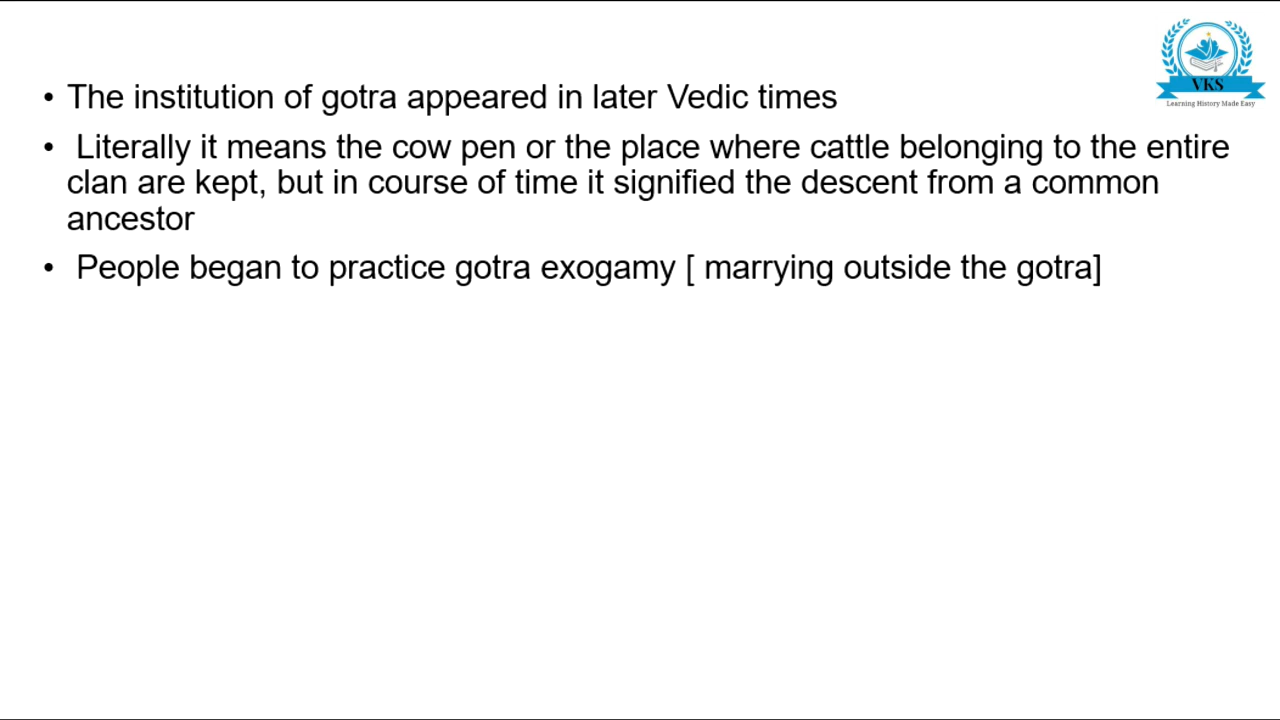 VKS
Learning History Made Easy
• The institution of gotra appeared in later Vedic times
• Literally it means the cow pen or the place where cattle belonging to the entire
clan are kept, but in course of time it signified the descent from a common
ancestor
• People began to practice gotra exogamy [ marrying outside the gotra]